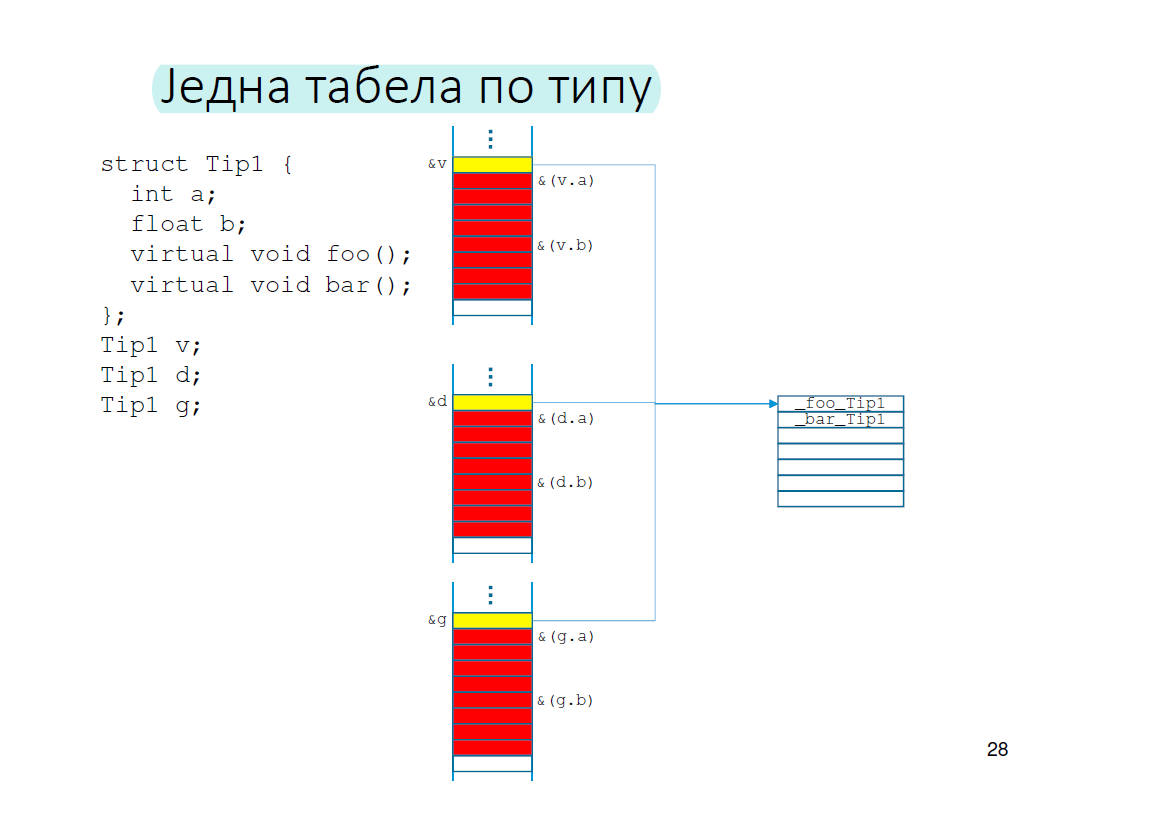 Једна табела по типу
struct Tip1 {
int a;
float b;
virtual void foo();
virtual void bar();
};
Tip1 v;
Tip1 d;
Tip1 g;
&v
&(v.a)
&(v.b)
&d
&(d.a)
&(d.b)
&g
&(g.a)
&(g.b)
_foo_Tip1
_bar_Tip1
28